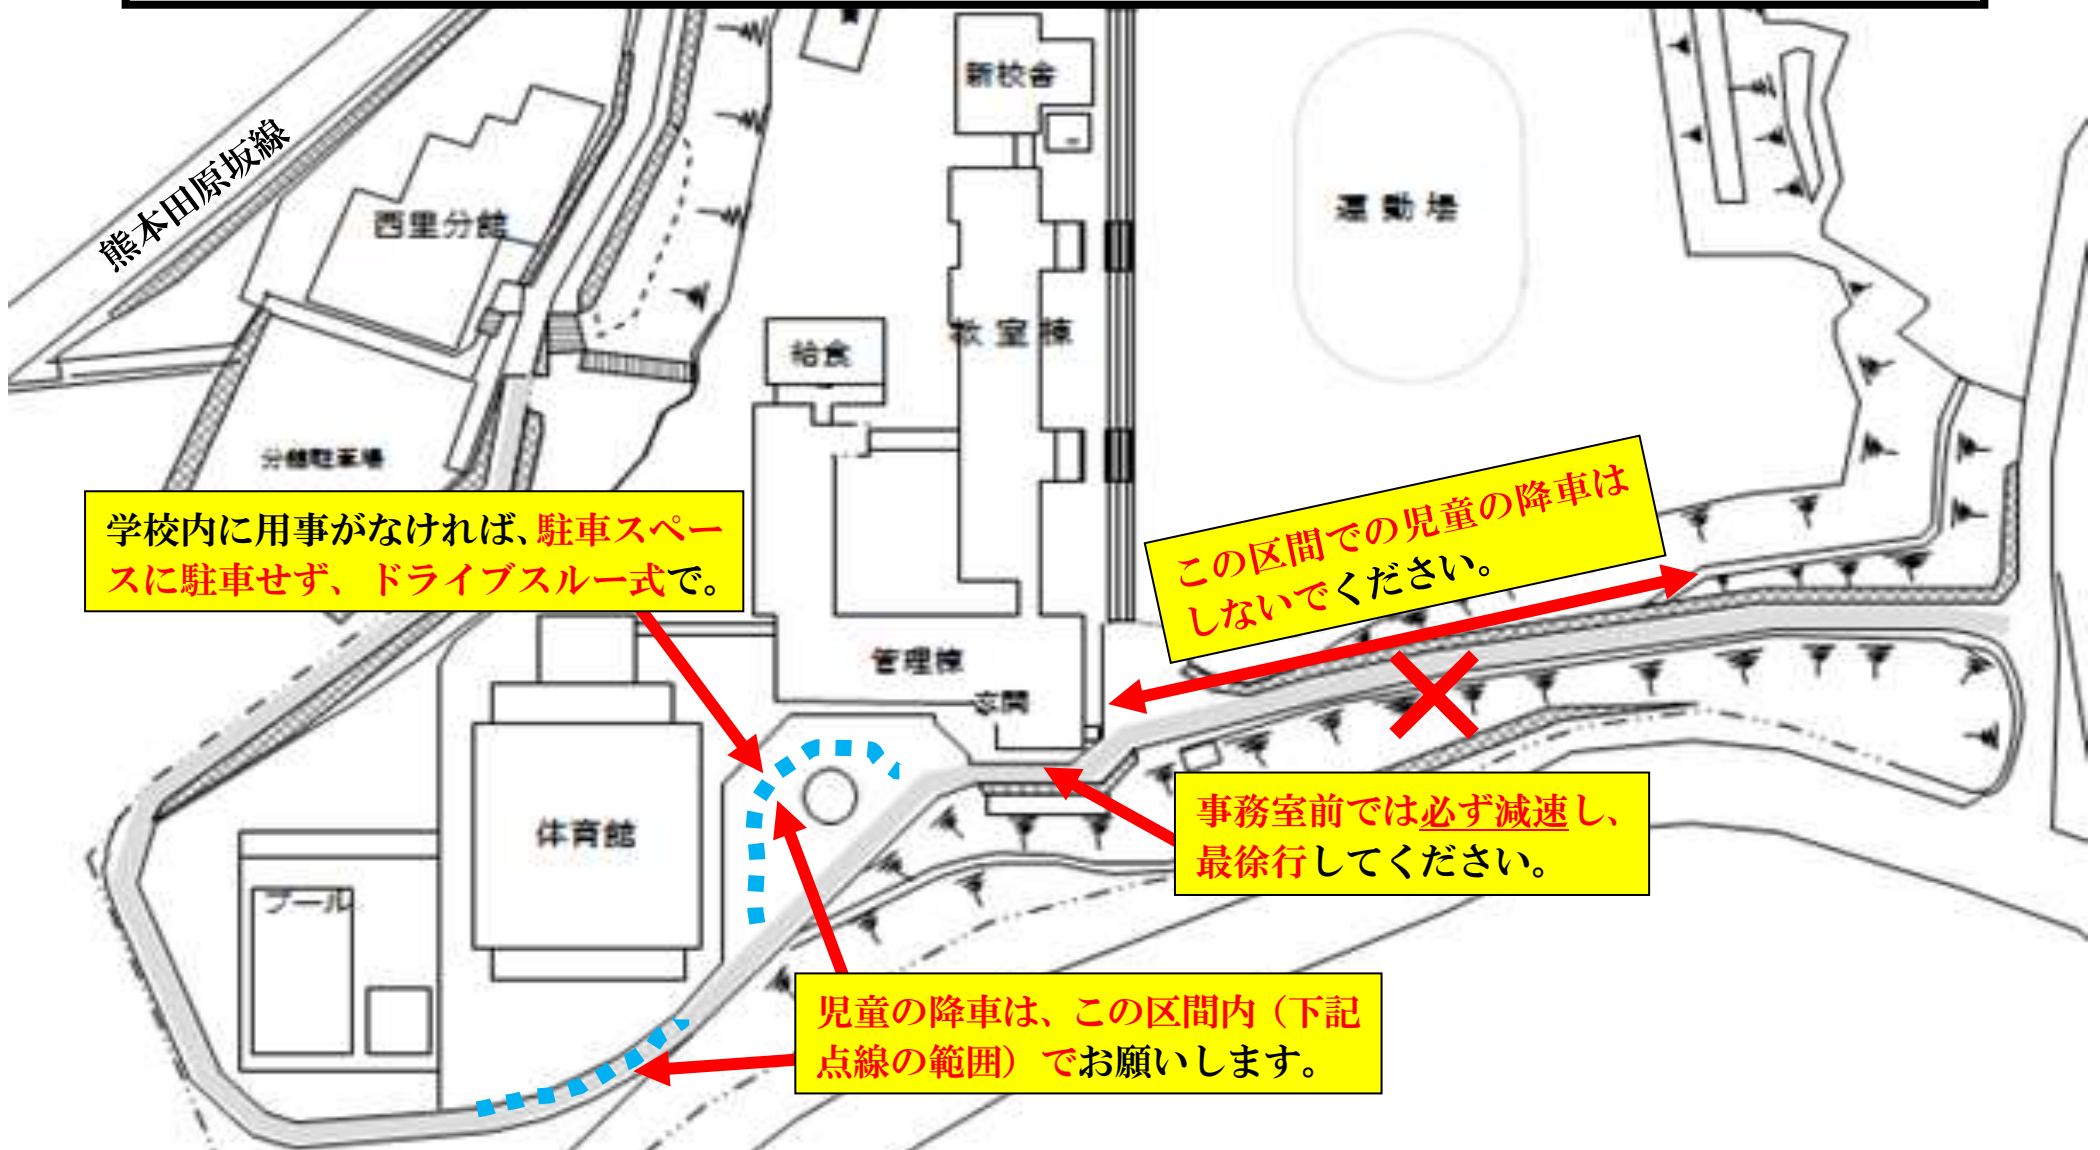 新校舎
熊本田原坂線
西里分館
運動場
教室棟
給食
分館駐車場
学校内に用事がなければ、駐車スペー
スに駐車せず、ドライブスルー式で。
この区間での児童の降車は
しないでください。
管理棟
玄関
事務室前では必ず減速し、
最徐行してください。
体育館
プール
児童の降車は、この区間内（下記
点線の範囲）でお願いします。